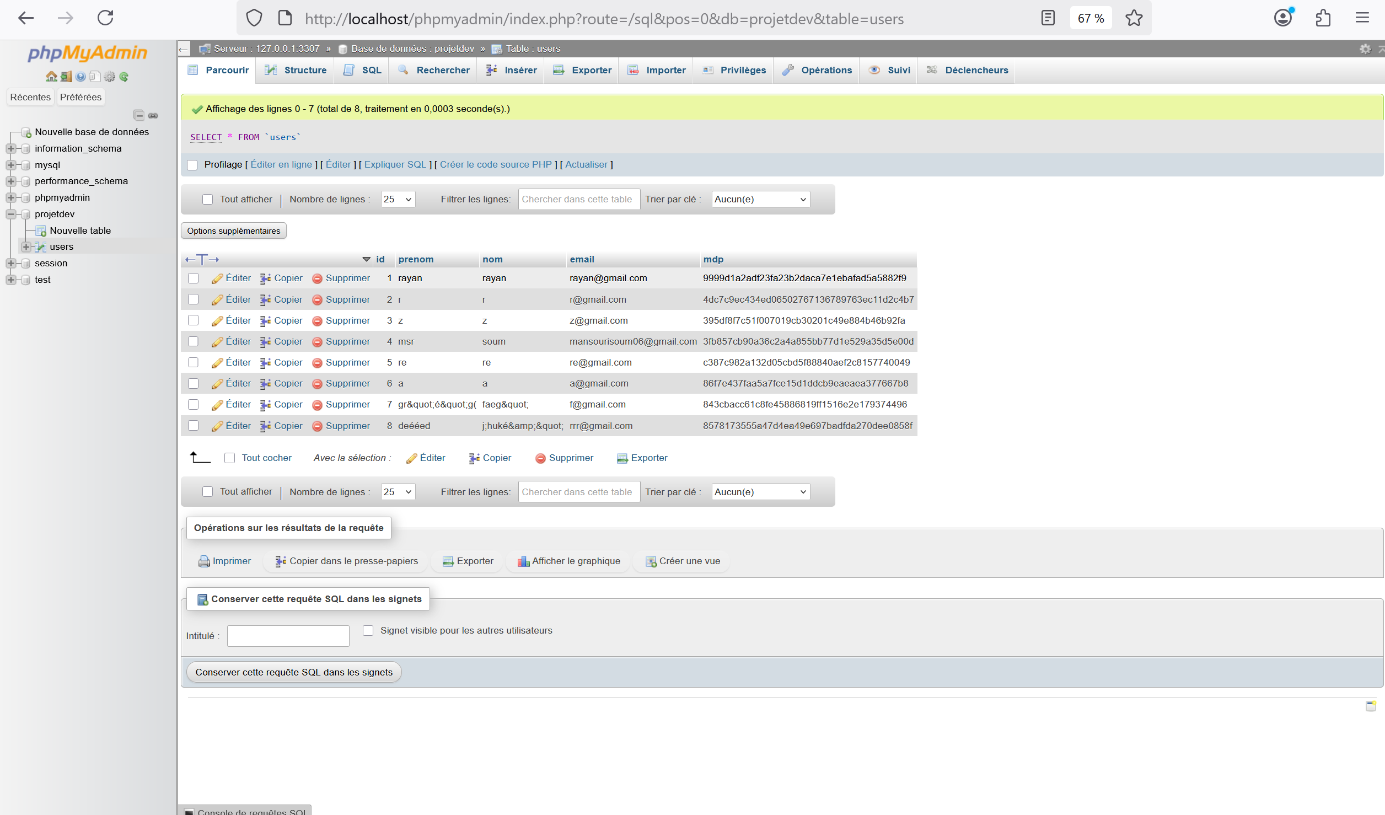 http://localhost/phpmyadmin/index.php?route=/sql&pos=0&db=projetdev&table=users 67 %
phpMyAdmin
Récentes Préférées
Nouvelle base de données
information_schema
mysql
performance_schema
phpmyadmin
projetdev
Nouvelle table
users
session
test
Serveur : 127.0.0.1:3307 » Base de données : projetdev » Table : users
Parcourir Structure SQL Rechercher Insérer Exporter Importer Privilèges Opérations Suivi Déclencheurs
Affichage des lignes 0 - 7 (total de 8, traitement en 0,0003 seconde(s).)
SELECT * FROM `users`
Profilage [ Éditer en ligne ] [ Éditer ] [ Expliquer SQL ] [ Créer le code source PHP ] [ Actualiser ]
Tout afficher Nombre de lignes : 25 Filtrer les lignes: Chercher dans cette table Trier par clé : Aucun(e)
Options supplémentaires
←T→ id prenom nom email mdp
Éditer Copier Supprimer 1 rayan rayan rayan@gmail.com 9999d1a2adf23fa23b2daca7e1ebafad5a5882f9
Éditer Copier Supprimer 2 r r r@gmail.com 4dc7c9ec434ed06502767136789763ec11d2c4b7
Éditer Copier Supprimer 3 z z z@gmail.com 395df8f7c51f007019cb30201c49e884b46b92fa
Éditer Copier Supprimer 4 msr soum mansourisoum06@gmail.com 3fb857cb90a36c2a4a855bb77d1e529a35d5e00d
Éditer Copier Supprimer 5 re re re@gmail.com c387c982a132d05cbd5f88840aef2c8157740049
Éditer Copier Supprimer 6 a a a@gmail.com 86f7e437faa5a7fce15d1ddcb9eaeaea377667b8
Éditer Copier Supprimer 7 gr&quot;é&quot;g( faeg&quot; f@gmail.com 843cbacc61c8fe45886819ff1516e2e179374496
Éditer Copier Supprimer 8 deééed j;huké&amp;&quot; rrr@gmail.com 8578173555a47d4ea49e697badfda270dee0858f
Tout cocher Avec la sélection : Éditer Copier Supprimer Exporter
Tout afficher Nombre de lignes : 25 Filtrer les lignes: Chercher dans cette table Trier par clé : Aucun(e)
Opérations sur les résultats de la requête
Imprimer Copier dans le presse-papiers Exporter Afficher le graphique Créer une vue
Conserver cette requête SQL dans les signets
Intitulé : Signet visible pour les autres utilisateurs
Conserver cette requête SQL dans les signets
Console de requêtes SQL